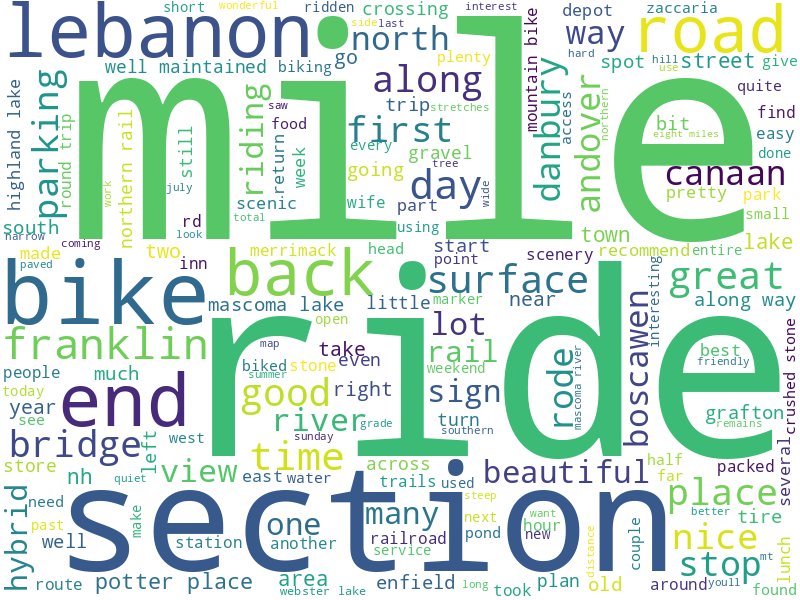 short
wonderful
ridden
crossing
side
last
interest
depot
zaccaria
lebanon
mile
north
way
road
well maintained
biking
go
plenty
spot
street
give
highland lake
parking
round trip
northern rail
still
riding
saw
food
return
week
along
trip
stretches
mountain bike
danbury
access
andover
hill
use
northern
quite
find
first
every
gravel
bit
eight miles
easy
done
tree
wide
hard
july
work
look
scenic
wife
going
day
part
canaan
pretty
park
south
narrow
coming
paved
made
two
rd
inn
total
using
merrimack
head
start
point
scenery
town
recommend
small
entire
lake
bike
back
surface
great
mascoma lake
little
marker
near
interesting
along way
franklin
open
map
biked
stone
summer
take
even
lot
rail
weekend
rode
mascoma river
boscawen
best
friendly
crushed stone
people
today
see
much
end
ride
good
grade
right
sign
grafton
remains
year
store
bridge
left
west
river
sunday
southern
turn
time
across
half
far
packed
several
nh
view
east
water
trails
used
beautiful
place
hybrid
need
past
quiet
section
steep
better
tire
well
make
station
one
another
many
railroad
service
next
pond
want
hour
new
distance
couple
nice
stop
mt
lunch
route
potter place
area
webster lake
enfield
long
took
plan
old
around
youll
found